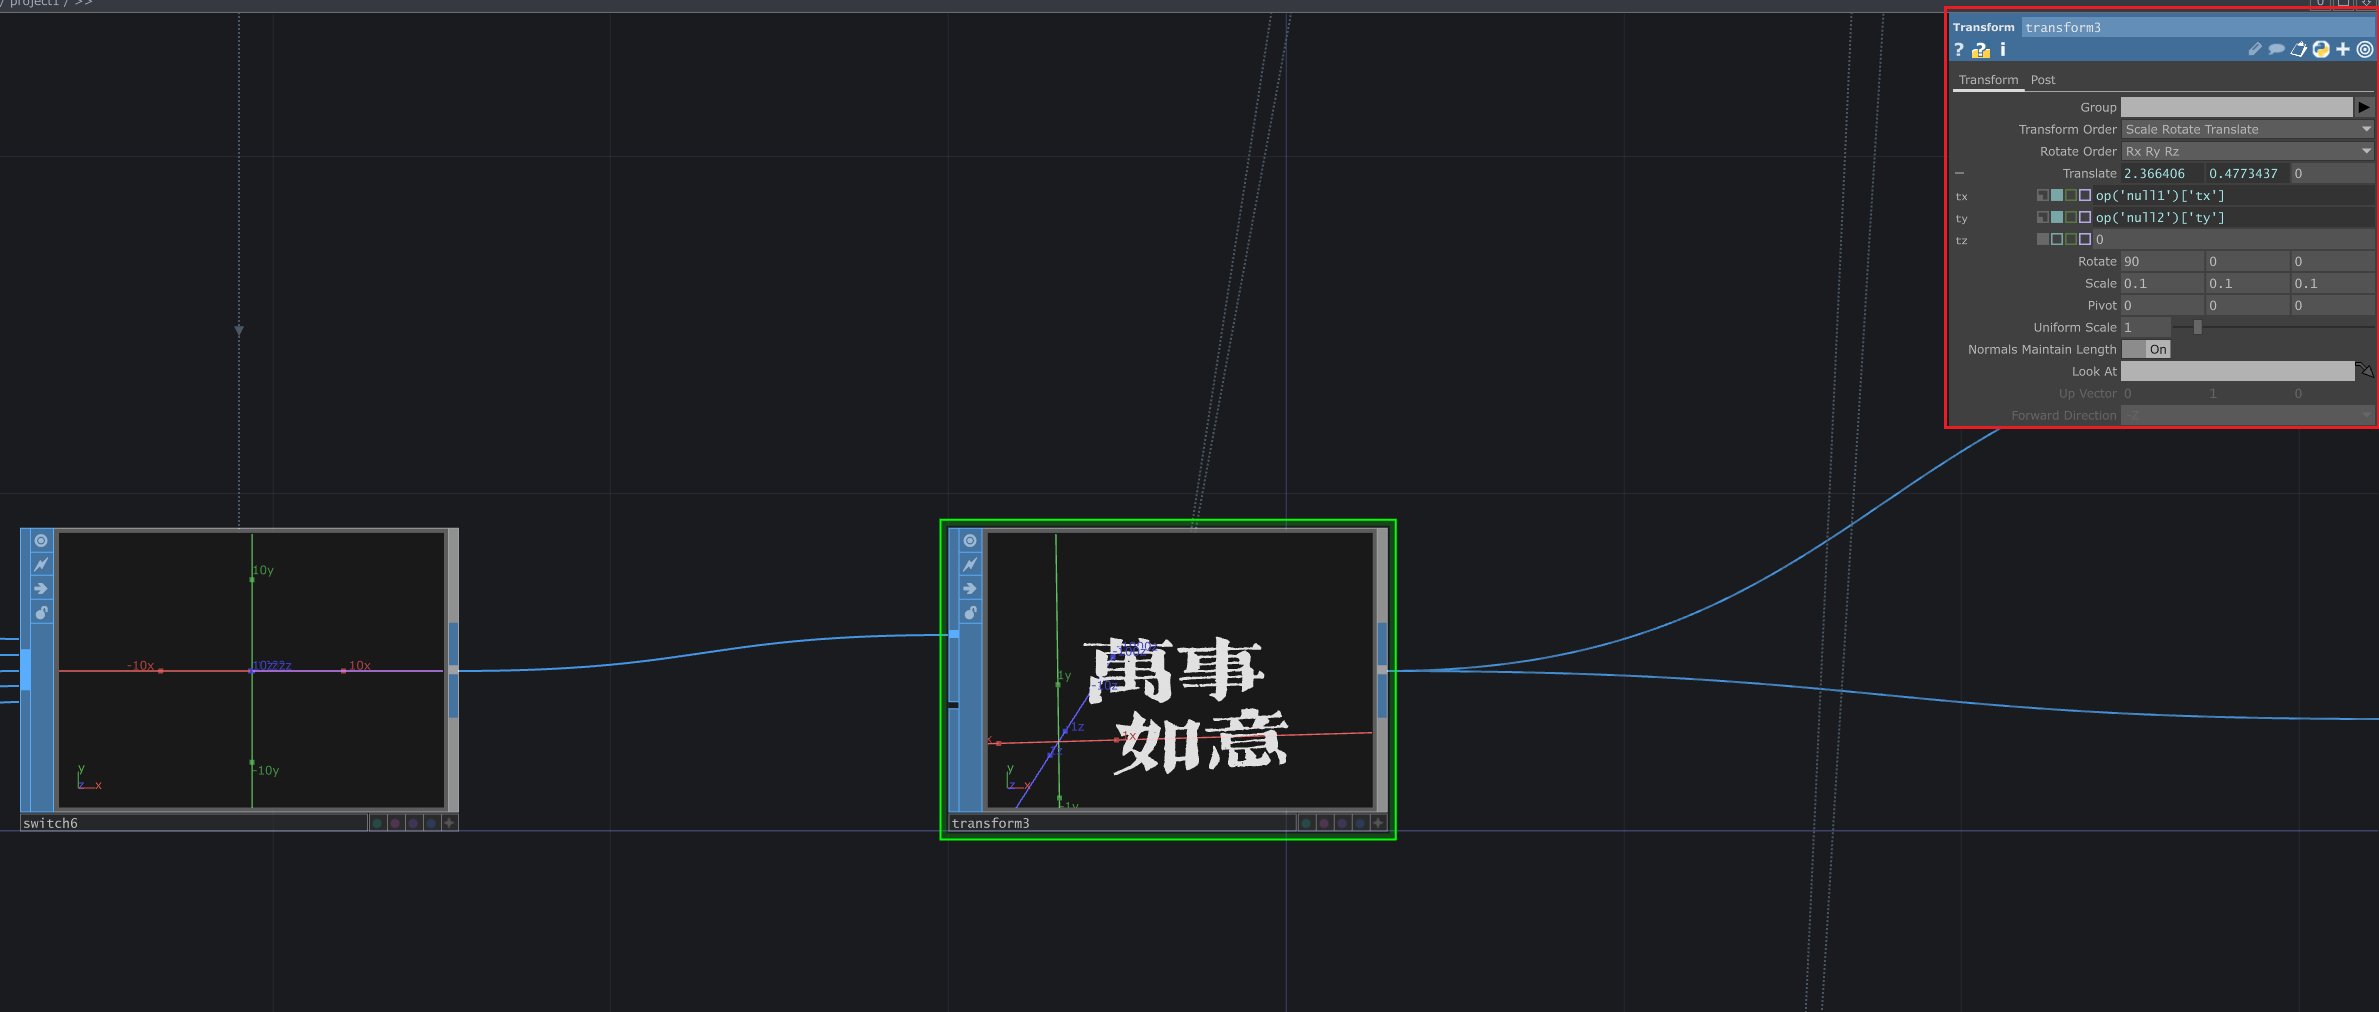 / project1 / >>
Transform transform3
? ? i
Transform Post
Group
Transform Order Scale Rotate Translate
Rotate Order Rx Ry Rz
Translate 2.366406 0.4773437 0
tx op('null1')['tx']
ty op('null2')['ty']
tz 0
Rotate 90 0 0
Scale 0.1 0.1 0.1
Pivot 0 0 0
Uniform Scale 1
Normals Maintain Length On
Look At
Up Vector 0 1 0
Forward Direction -Z
10y
-10x 10x
-10y
y
z x
switch6
萬事
如意
1y
-10z
1z
1x
-1y
y
z x
transform3